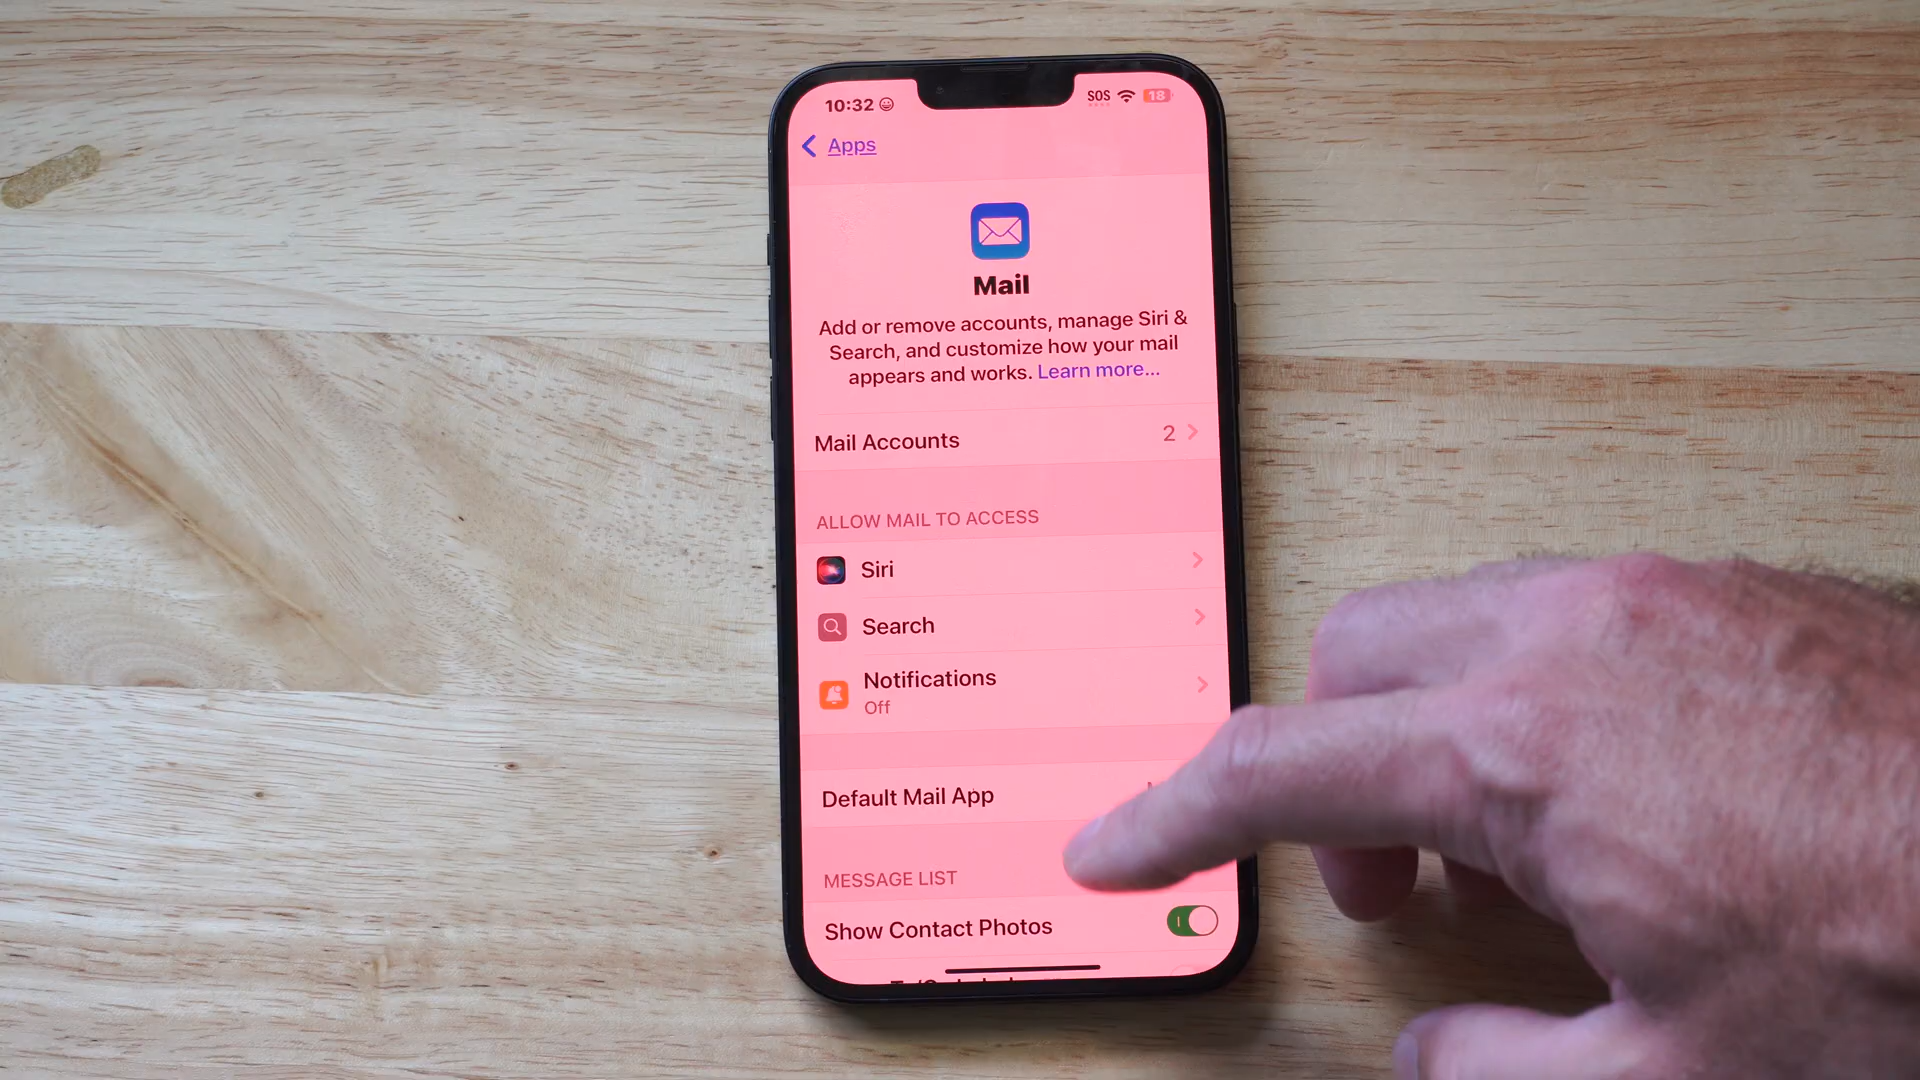 10:32
SOS 18
Apps
Mail
Add or remove accounts, manage Siri &
Search, and customize how your mail
appears and works. Learn more...
Mail Accounts 2
ALLOW MAIL TO ACCESS
Siri
Search
Notifications
Off
Default Mail App
MESSAGE LIST
Show Contact Photos